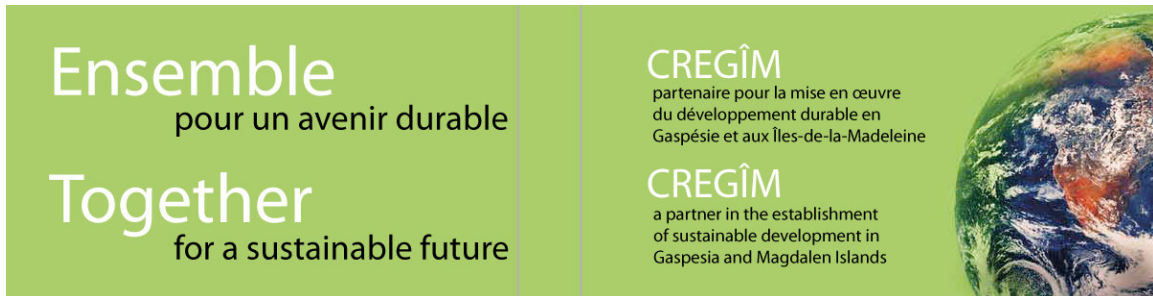 Ensemble
pour un avenir durable
Together
for a sustainable future
CREGÎM
partenaire pour la mise en œuvre
du développement durable en
Gaspésie et aux Îles-de-la-Madeleine
CREGÎM
a partner in the establishment
of sustainable development in
Gaspesia and Magdalen Islands